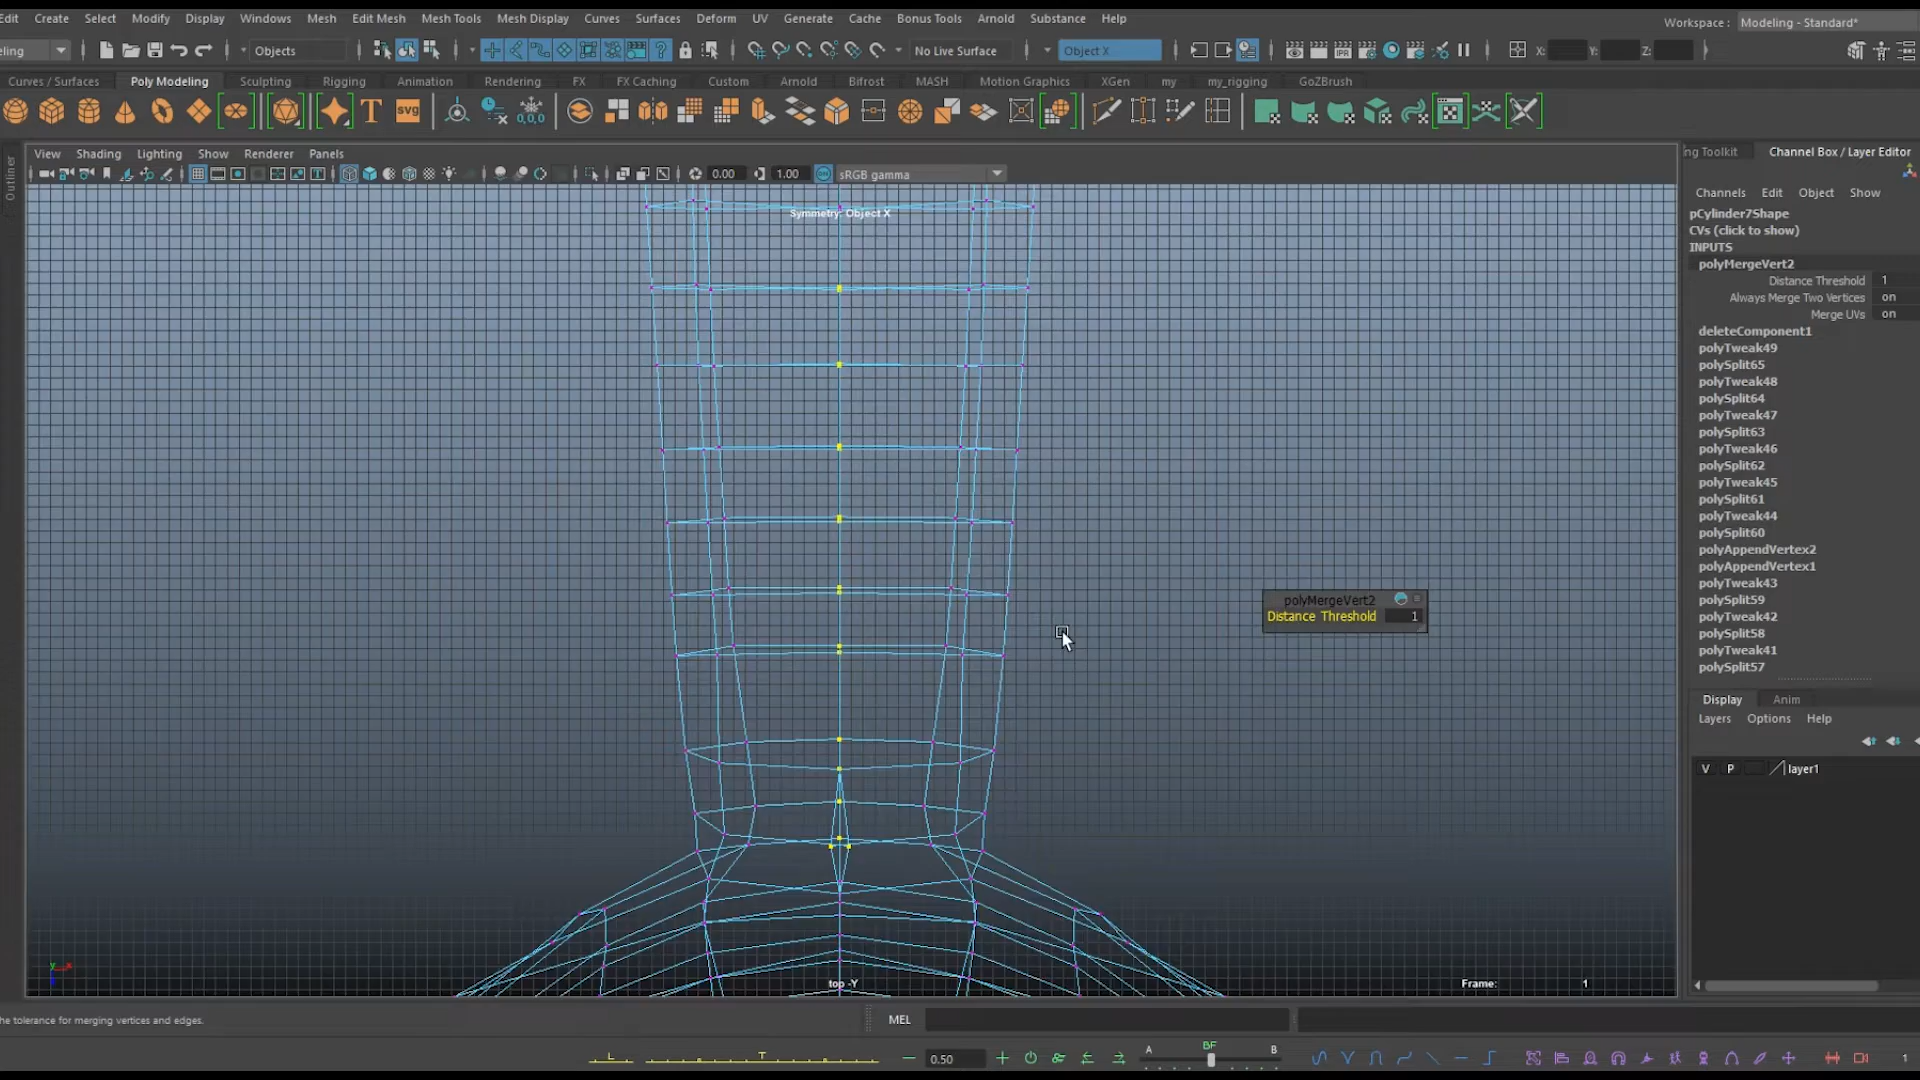 Edit Create Select Modify Display Windows Mesh Edit Mesh Mesh Tools Mesh Display Curves Surfaces Deform UV Generate Cache Bonus Tools Arnold Substance Help
Workspace : Modeling - Standard*
eling Objects No Live Surface Object X IPR X: Y: Z:
Curves / Surfaces Poly Modeling Sculpting Rigging Animation Rendering FX FX Caching Custom Arnold Bifrost MASH Motion Graphics XGen my my_rigging GoZBrush
T svg 0,0,0
View Shading Lighting Show Renderer Panels
0.00 1.00 sRGB gamma
Outliner
Symmetry: Object X
polyMergeVert2
Distance Threshold 1
top -Y
Frame: 1
ng Toolkit Channel Box / Layer Editor
Channels Edit Object Show
pCylinder7Shape
CVs (click to show)
INPUTS
polyMergeVert2
Distance Threshold 1
Always Merge Two Vertices on
Merge UVs on
deleteComponent1
polyTweak49
polySplit65
polyTweak48
polySplit64
polyTweak47
polySplit63
polyTweak46
polySplit62
polyTweak45
polySplit61
polyTweak44
polySplit60
polyAppendVertex2
polyAppendVertex1
polyTweak43
polySplit59
polyTweak42
polySplit58
polyTweak41
polySplit57
Display Anim
Layers Options Help
V P layer1
he tolerance for merging vertices and edges.
MEL
L T 0.50 A BF B 1